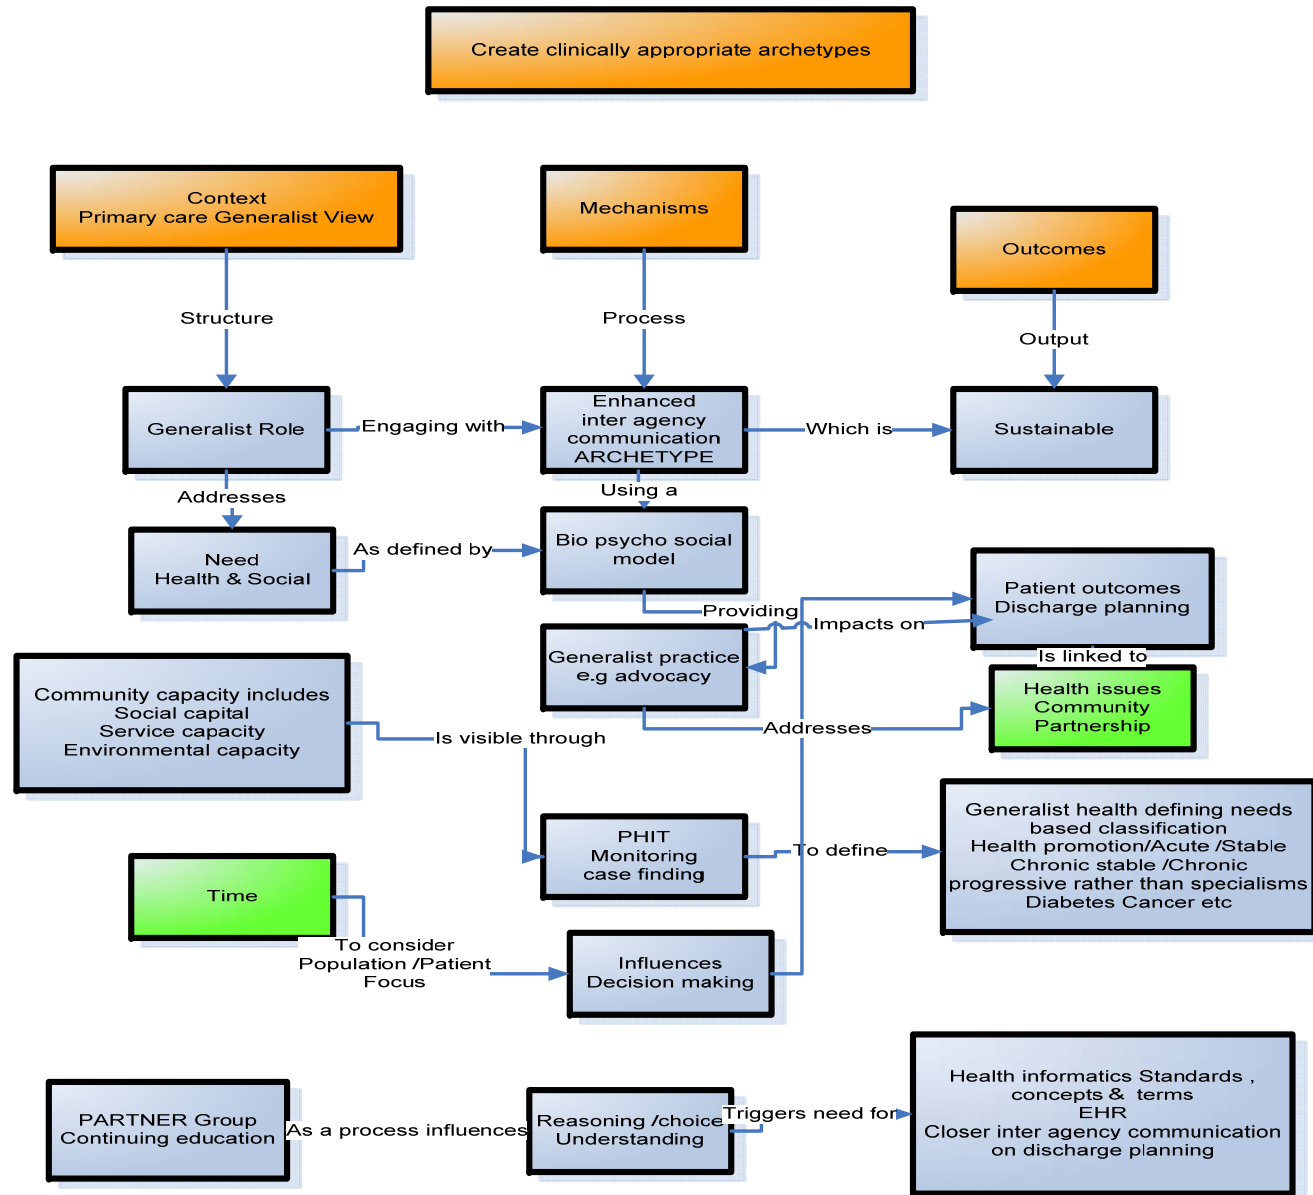 Create clinically appropriate archetypes
Context
Primary care Generalist View
Mechanisms
Outcomes
Structure
Process
Output
Generalist Role
Engaging with
Enhanced
inter agency
communication
ARCHETYPE
Which is
Sustainable
Addresses
Using a
Need
Health & Social
As defined by
Bio psycho social
model
Providing
Impacts on
Patient outcomes
Discharge planning
Generalist practice
e.g advocacy
Is linked to
Health issues
Community
Partnership
Addresses
Community capacity includes
Social capital
Service capacity
Environmental capacity
Is visible through
PHIT
Monitoring
case finding
To define
Generalist health defining needs
based classification
Health promotion/Acute /Stable
Chronic stable /Chronic
progressive rather than specialisms
Diabetes Cancer etc
Time
To consider
Population /Patient
Focus
Influences
Decision making
PARTNER Group
Continuing education
As a process influences
Reasoning /choice
Understanding
Triggers need for
Health informatics Standards ,
concepts & terms
EHR
Closer inter agency communication
on discharge planning